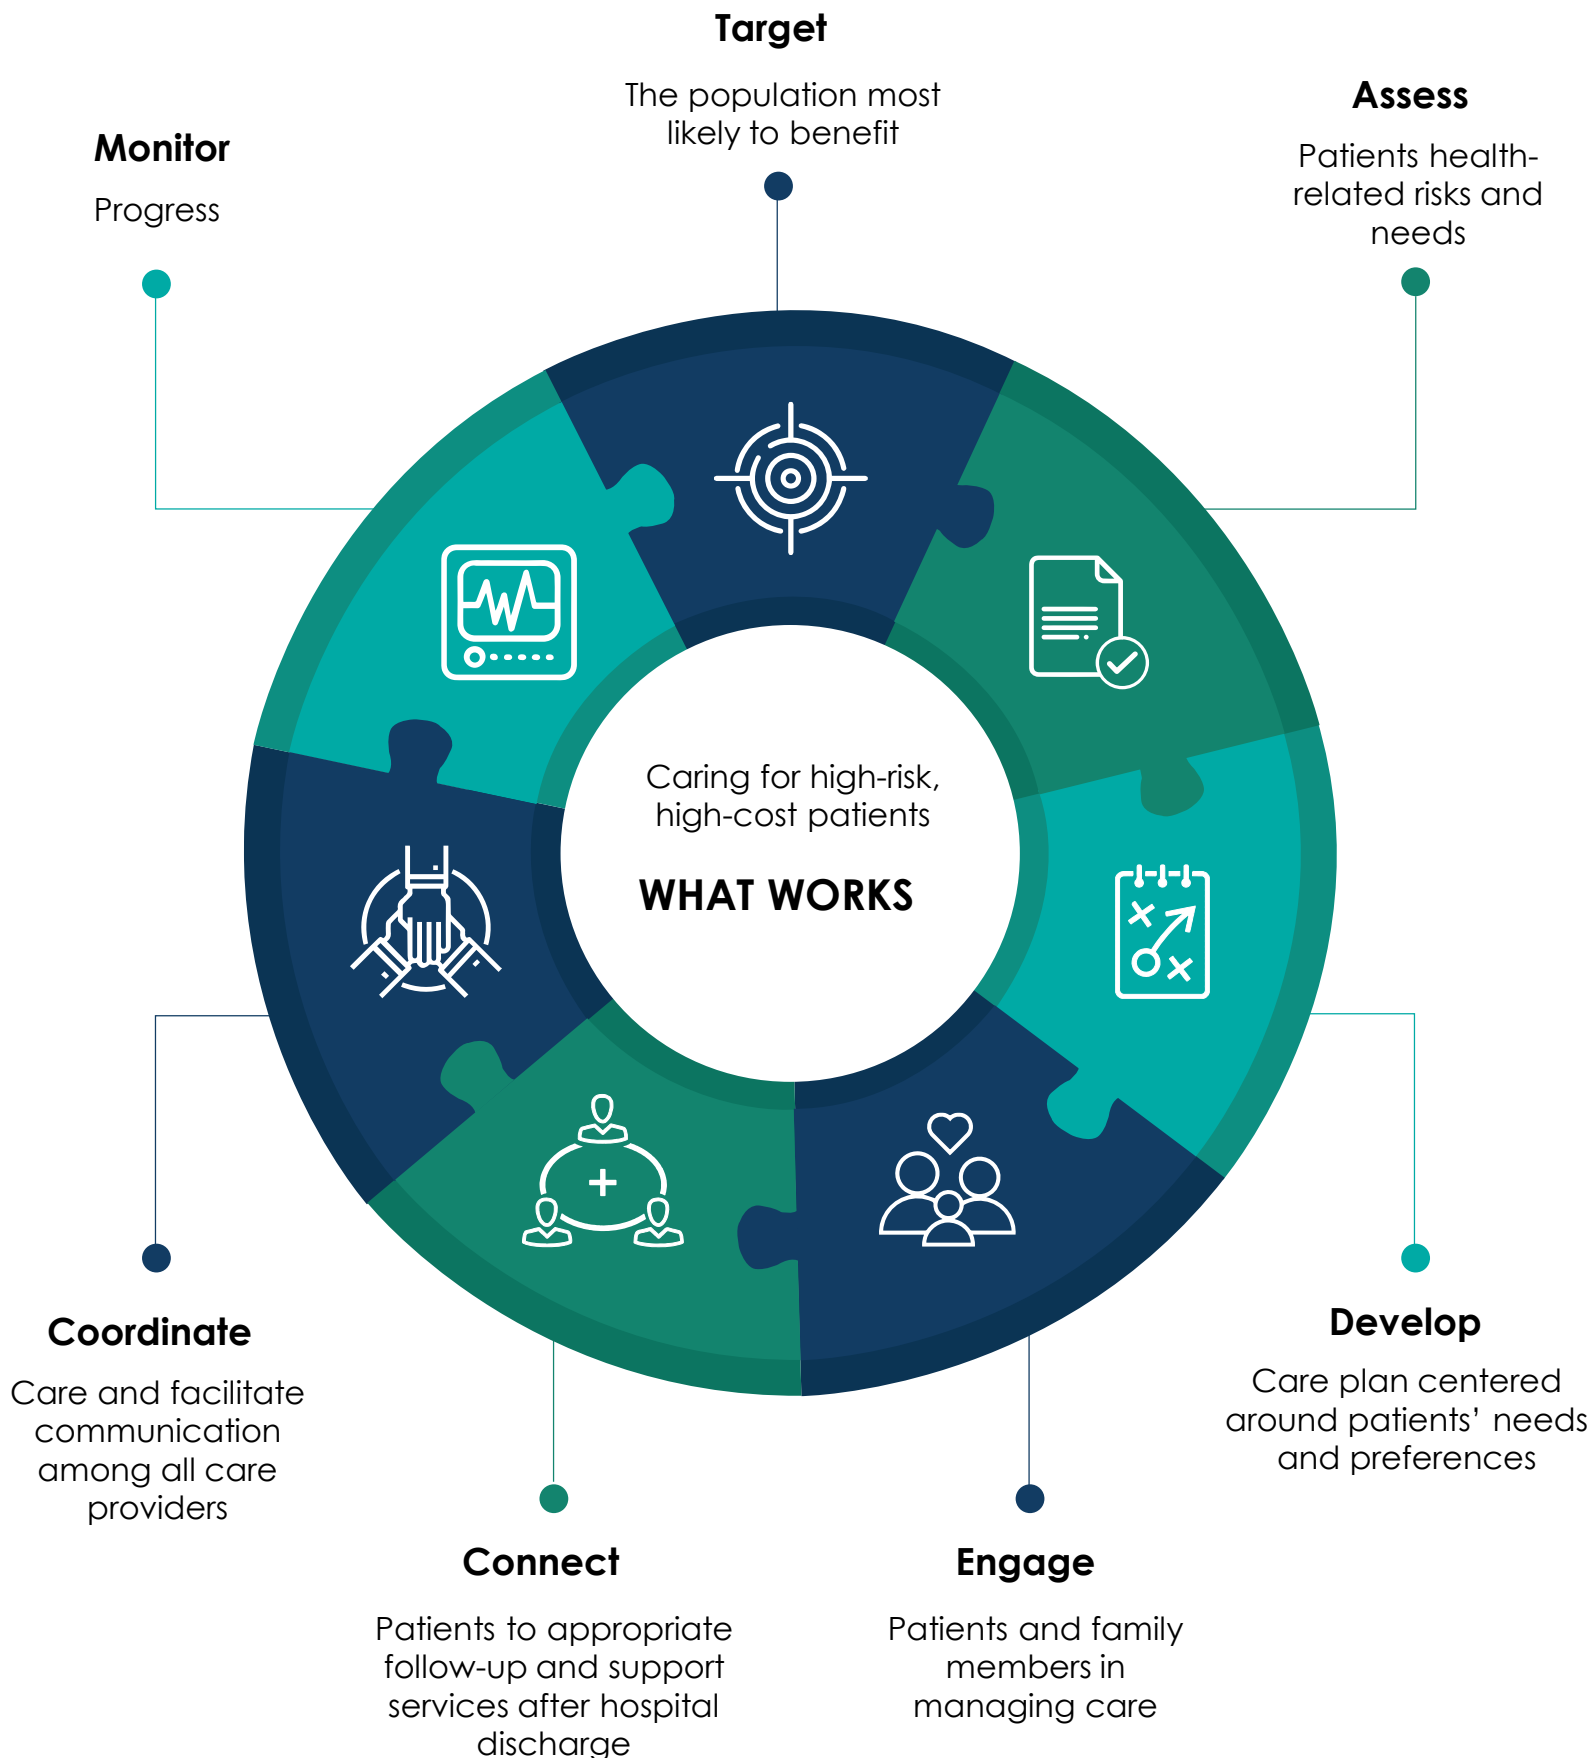 Target
The population most
likely to benefit
Assess
Patients health-
related risks and
needs
Develop
Care plan centered
around patients’ needs
and preferences
Engage
Patients and family
members in
managing care
Connect
Patients to appropriate
follow-up and support
services after hospital
discharge
Coordinate
Care and facilitate
communication
among all care
providers
Monitor
Progress
Caring for high-risk,
high-cost patients
WHAT WORKS